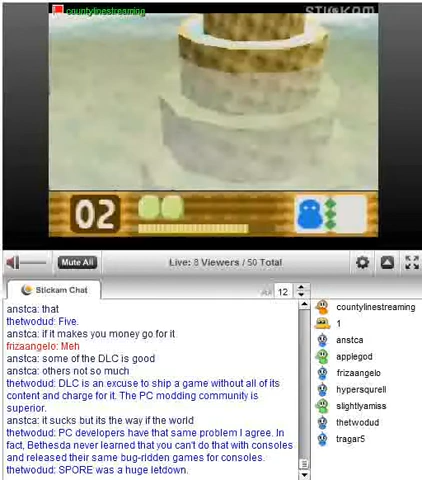 countylinestreaming
STICKAM
02
Mute All
Live: 8 Viewers / 50 Total
Stickam Chat
AA 12
anstca: that
thetwodud: Five.
anstca: if it makes you money go for it
frizaangelo: Meh
anstca: some of the DLC is good
anstca: others not so much
thetwodud: DLC is an excuse to ship a game without all of its
content and charge for it. The PC modding community is
superior.
anstca: it sucks but its the way if the world
thetwodud: PC developers have that same problem I agree. In
fact, Bethesda never learned that you can't do that with consoles
and released their same bug-ridden games for consoles.
thetwodud: SPORE was a huge letdown.
countylinestreaming
1
anstca
applegod
frizaangelo
hypersqurell
slightlyamiss
thetwodud
tragar5